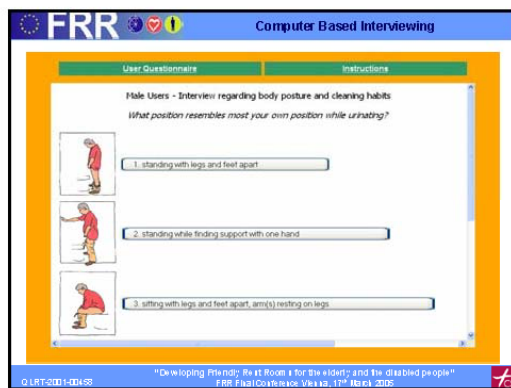 FRR
Computer Based Interviewing
User Questionnaire
Instructions
Male Users - Interview regarding body posture and cleaning habits
What position resembles most your own position while urinating?
1. standing with legs and feet apart
2. standing while finding support with one hand
3. sitting with legs and feet apart, arm(s) resting on legs
QLRT-2001-00458
"Developing Friendly Rest Rooms for the elderly and the disabled people"
FRR Final Conference Vienna, 17th March 2005